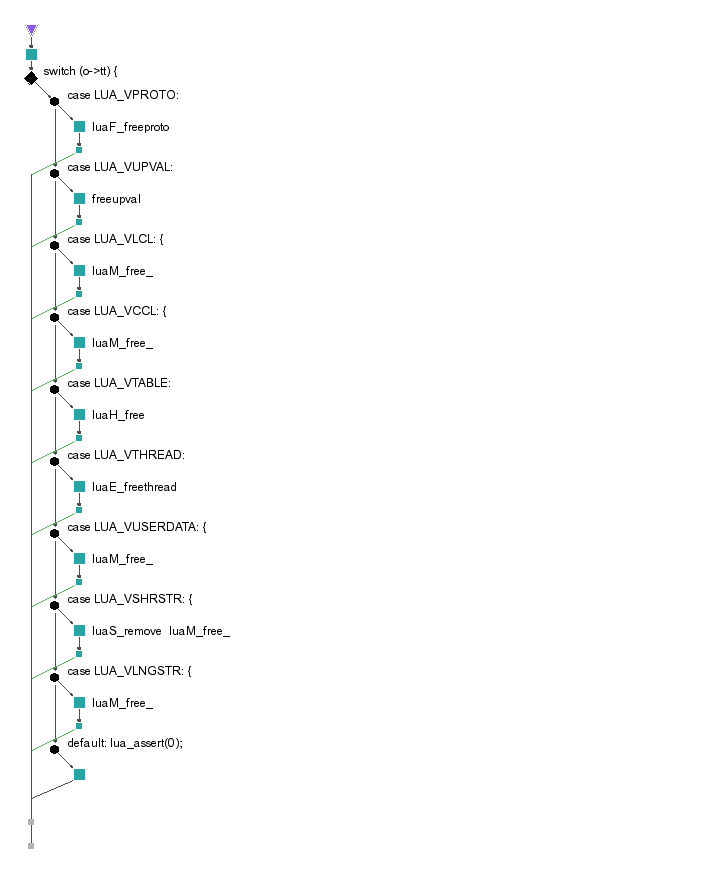 switch (o->tt) {
case LUA_VPROTO:
luaF_freeproto
case LUA_VUPVAL:
freeupval
case LUA_VLCL: {
luaM_free_
case LUA_VCCL: {
luaM_free_
case LUA_VTABLE:
luaH_free
case LUA_VTHREAD:
luaE_freethread
case LUA_VUSERDATA: {
luaM_free_
case LUA_VSHRSTR: {
luaS_remove luaM_free_
case LUA_VLNGSTR: {
luaM_free_
default: lua_assert(0);